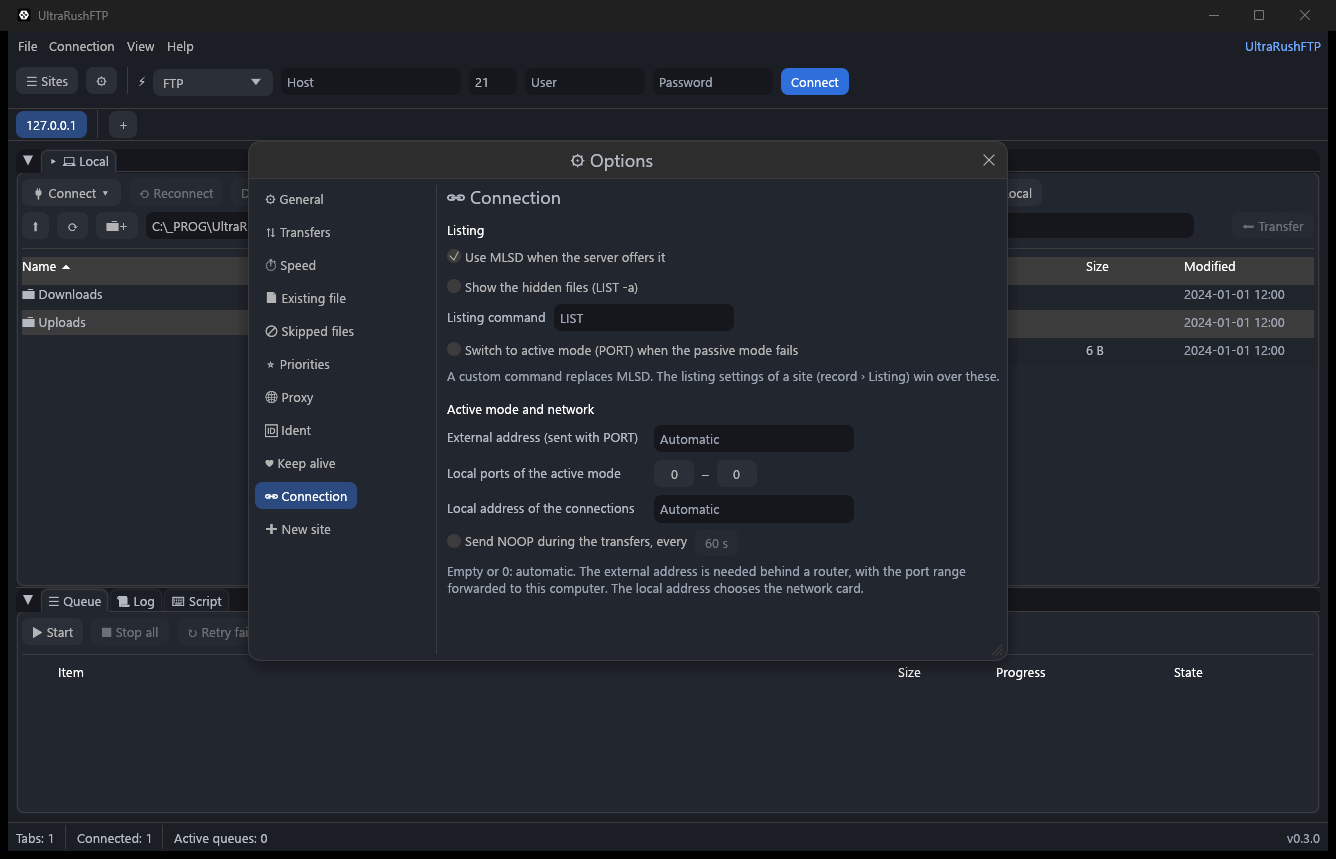 UltraRushFTP
File Connection View Help UltraRushFTP
Sites FTP Host 21 User Password Connect
127.0.0.1 +
Local
Connect Reconnect
C:\_PROG\UltraR Transfer
Name Size Modified
Downloads 2024-01-01 12:00
Uploads 2024-01-01 12:00
6 B 2024-01-01 12:00
Options
General
Transfers
Speed
Existing file
Skipped files
Priorities
Proxy
Ident
Keep alive
Connection
New site
Connection
Listing
Use MLSD when the server offers it
Show the hidden files (LIST -a)
Listing command LIST
Switch to active mode (PORT) when the passive mode fails
A custom command replaces MLSD. The listing settings of a site (record › Listing) win over these.
Active mode and network
External address (sent with PORT) Automatic
Local ports of the active mode 0 – 0
Local address of the connections Automatic
Send NOOP during the transfers, every 60 s
Empty or 0: automatic. The external address is needed behind a router, with the port range
forwarded to this computer. The local address chooses the network card.
Queue Log Script
Start Stop all Retry fai
Item Size Progress State
Tabs: 1 Connected: 1 Active queues: 0 v0.3.0